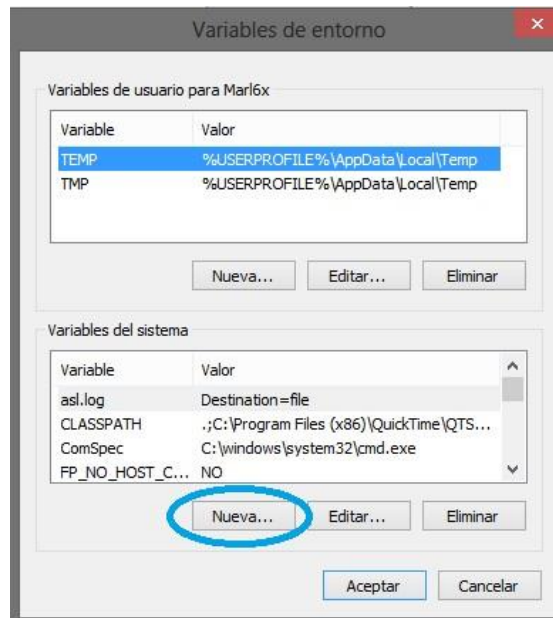 Variables de entorno
Variables de usuario para Marl6x
Variable Valor
TEMP %USERPROFILE%\AppData\Local\Temp
TMP %USERPROFILE%\AppData\Local\Temp
Nueva... Editar... Eliminar
Variables del sistema
Variable Valor
asl.log Destination=file
CLASSPATH .;C:\Program Files (x86)\QuickTime\QTS...
ComSpec C:\windows\system32\cmd.exe
FP_NO_HOST_C... NO
Nueva... Editar... Eliminar
Aceptar Cancelar